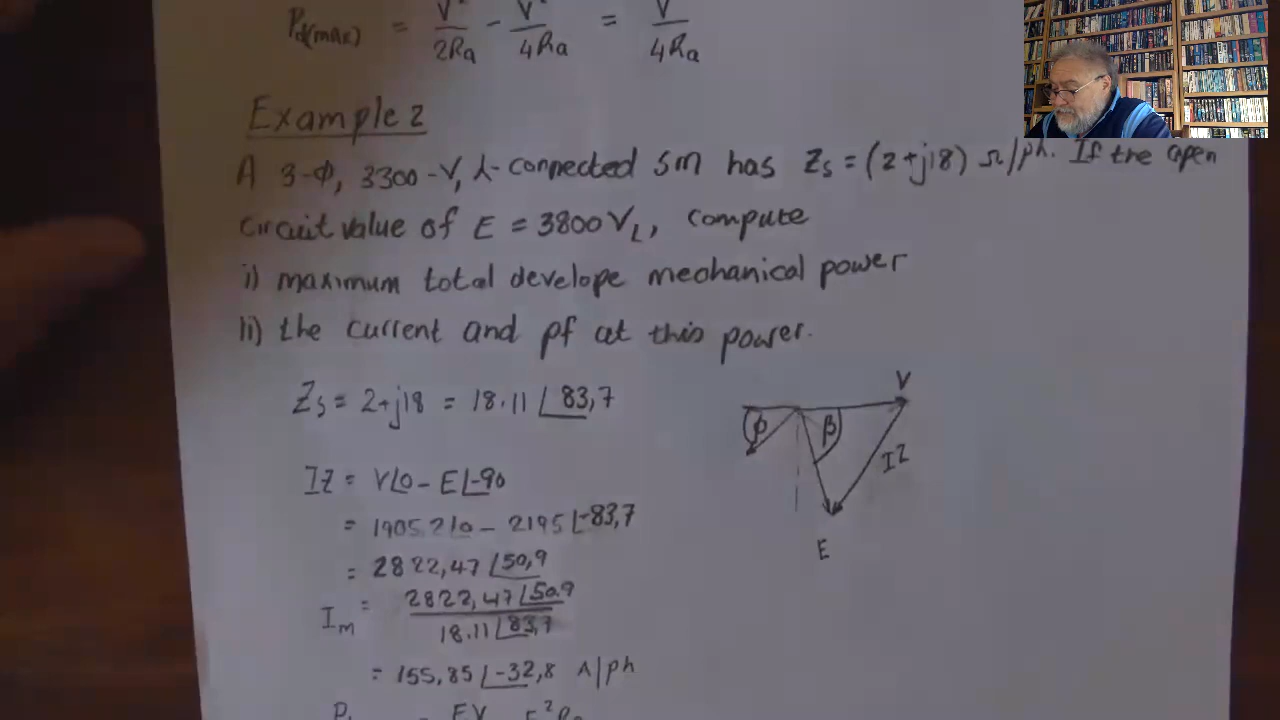 Pd(max) = V²/2Ra - V²/4Ra = V/4Ra
Example 2
A 3-Φ, 3300-V, ⅄-connected SM has Zs = (2+j18) Ω/ph. If the open
circuit value of E = 3800 VL, compute
i) maximum total develope mechanical power
ii) the current and pf at this power.
Zs = 2+j18 = 18.11 ∠83,7
IZ = V∠0 - E∠-90
= 1905.2∠0 - 2195∠-83,7
= 2822,47 ∠50,9
Im = 2822,47∠50.9 / 18.11∠83,7
= 155,85 ∠-32,8 A/ph
V
ϕ
β
IZ
E